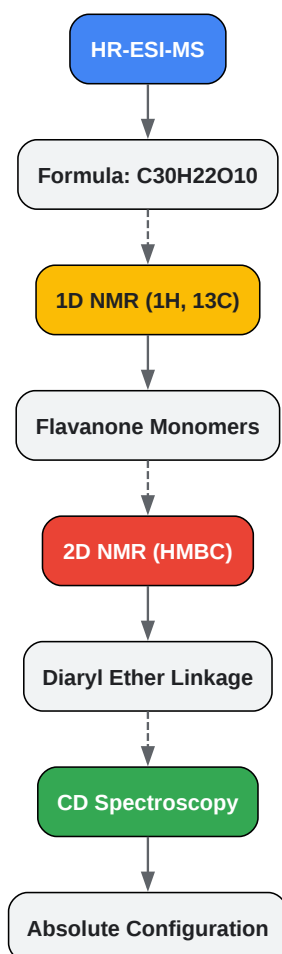 HR-ESI-MS
Formula: C30H22O10
1D NMR (1H, 13C)
Flavanone Monomers
2D NMR (HMBC)
Diaryl Ether Linkage
CD Spectroscopy
Absolute Configuration